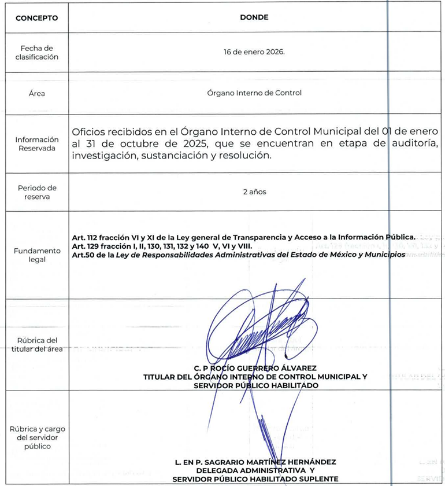 CONCEPTO
DONDE
Fecha de
clasificación
16 de enero 2026.
Área
Órgano Interno de Control
Información
Reservada
Oficios recibidos en el Órgano Interno de Control Municipal del 01 de enero
al 31 de octubre de 2025, que se encuentran en etapa de auditoría,
investigación, sustanciación y resolución.
Periodo de
reserva
2 años
Fundamento
legal
Art. 112 fracción VI y XI de la Ley general de Transparencia y Acceso a la Información Pública.
Art. 129 fracción I, II, 130, 131, 132 y 140 V, VI y VIII.
Art.50 de la Ley de Responsabilidades Administrativas del Estado de México y Municipios
Rúbrica del
titular del área
C. P ROCÍO GUERRERO ÁLVAREZ
TITULAR DEL ÓRGANO INTERNO DE CONTROL MUNICIPAL Y
SERVIDOR PÚBLICO HABILITADO
Rúbrica y cargo
del servidor
público
L. EN P. SAGRARIO MARTÍNEZ HERNÁNDEZ
DELEGADA ADMINISTRATIVA Y
SERVIDOR PÚBLICO HABILITADO SUPLENTE